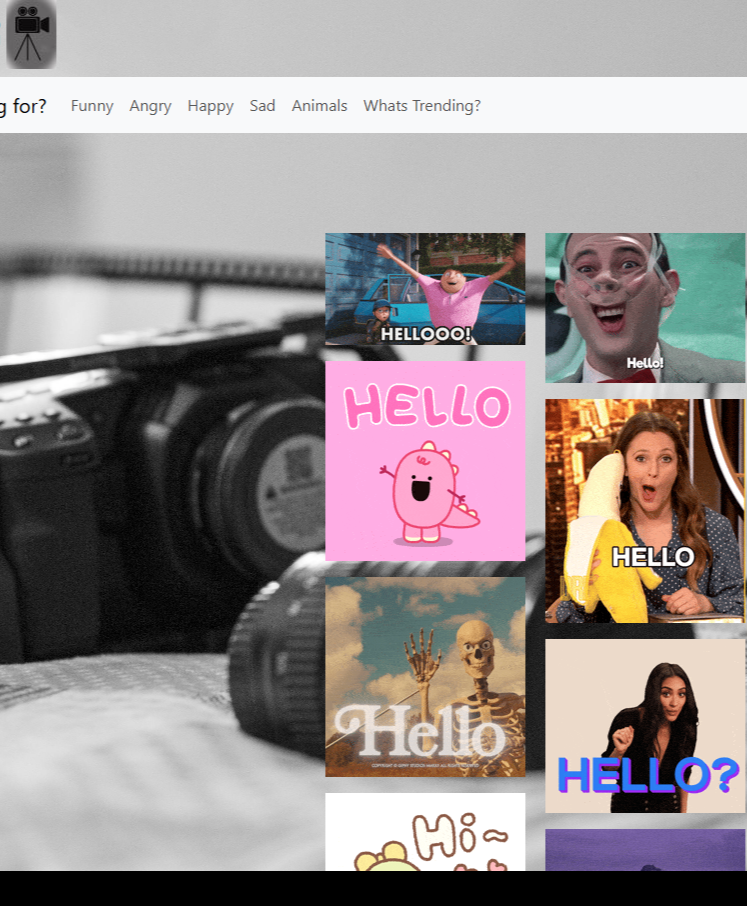 g for? Funny Angry Happy Sad Animals Whats Trending?
HELLOOO!
Hello!
HELLO
HELLO
Hello
HELLO?
Hi~